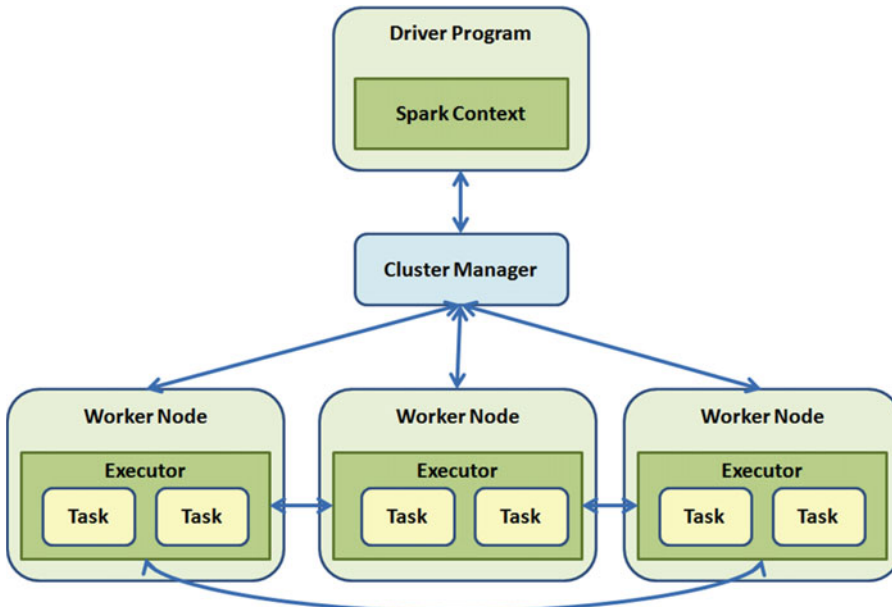 Driver Program
Spark Context
Cluster Manager
Worker Node
Executor
Task Task
Worker Node
Executor
Task Task
Worker Node
Executor
Task Task